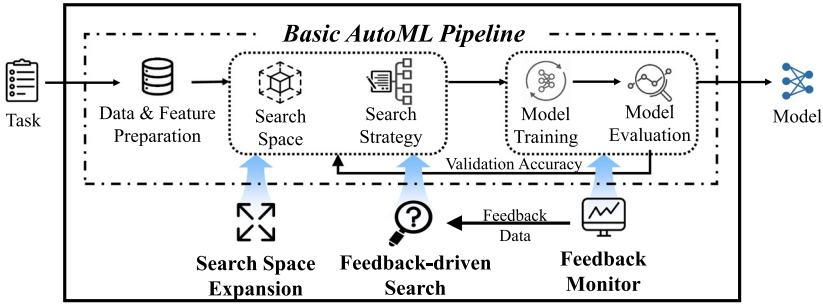 Basic AutoML Pipeline
Task
Data & Feature
Preparation
Search
Space
Search
Strategy
Model
Training
Model
Evaluation
Model
Validation Accuracy
Search Space
Expansion
Feedback-driven
Search
Feedback
Data
Feedback
Monitor